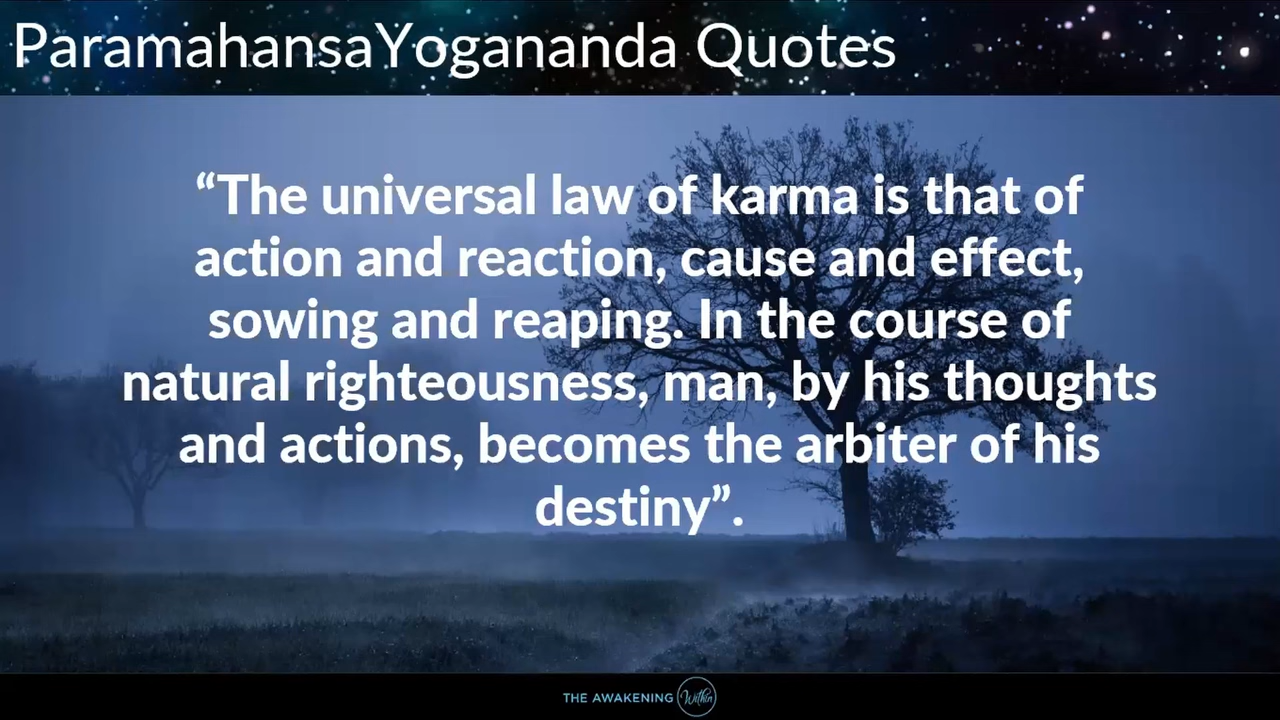 ParamahansaYogananda Quotes
“The universal law of karma is that of
action and reaction, cause and effect,
sowing and reaping. In the course of
natural righteousness, man, by his thoughts
and actions, becomes the arbiter of his
destiny”.
THE AWAKENING Within